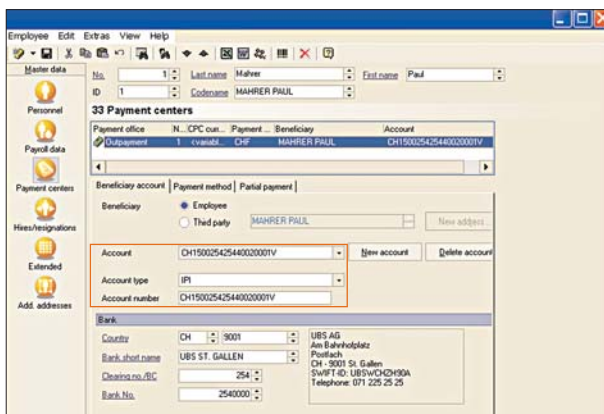 Employee Edit Extras View Help
Master data
No. 1 Last name Mahrer First name Paul
ID 1 Codename MAHRER PAUL
Personnel
33 Payment centers
Payment office N... CPC curr... Payment ... Beneficiary Account
Outpayment 1 <variabl... CHF MAHRER PAUL CH150025425440020001V
Payroll data
Payment centers
Beneficiary account Payment method Partial payment
Beneficiary Employee
Third party MAHRER PAUL New address...
Hires/resignations
Account CH150025425440020001V New account Delete account
Extended
Account type IPI
Account number CH150025425440020001V
Add. addresses
Bank
Country CH 9001
Bank short name UBS ST. GALLEN
Clearing no./BC 254
Bank No. 2540000
UBS AG
Am Bahnhofplatz
Postfach
CH - 9001 St. Gallen
SWIFT-ID: UBSWCHZH90A
Telephone: 071 225 25 25